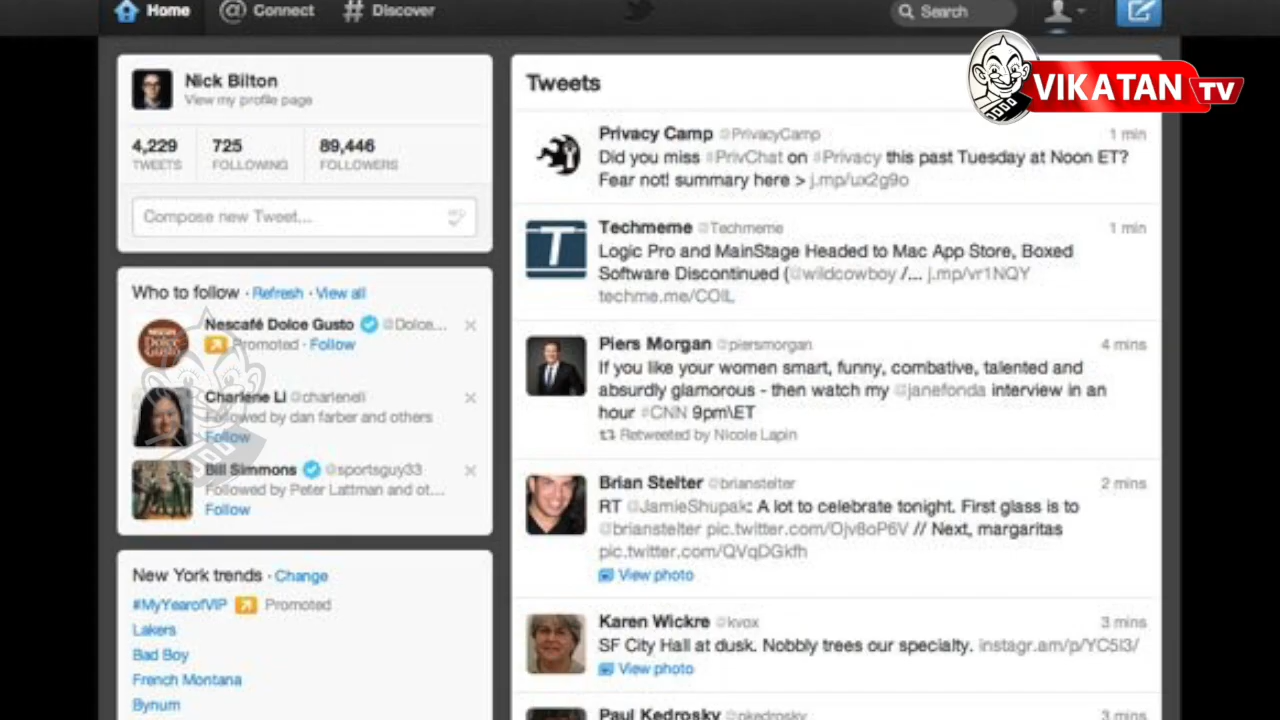 Home
Connect
Discover
Search
VIKATAN TV
Nick Bilton
View my profile page
4,229
TWEETS
725
FOLLOWING
89,446
FOLLOWERS
Compose new Tweet...
Who to follow · Refresh · View all
Nescafé Dolce Gusto @Dolce...
Promoted · Follow
Charlene Li @charleneli
Followed by dan farber and others
Follow
Bill Simmons @sportsguy33
Followed by Peter Lattman and ot...
Follow
New York trends · Change
#MyYearofVIP Promoted
Lakers
Bad Boy
French Montana
Bynum
Tweets
Privacy Camp @PrivacyCamp 1 min
Did you miss #PrivChat on #Privacy this past Tuesday at Noon ET?
Fear not! summary here > j.mp/ux2g9o
Techmeme @Techmeme 1 min
Logic Pro and MainStage Headed to Mac App Store, Boxed
Software Discontinued (@wildcowboy /... j.mp/vr1NQY
techme.me/COIL
Piers Morgan @piersmorgan 4 mins
If you like your women smart, funny, combative, talented and
absurdly glamorous - then watch my @janefonda interview in an
hour #CNN 9pm\ET
Retweeted by Nicole Lapin
Brian Stelter @brianstelter 2 mins
RT @JamieShupak: A lot to celebrate tonight. First glass is to
@brianstelter pic.twitter.com/Ojv8oP6V // Next, margaritas
pic.twitter.com/QVqDGkfh
View photo
Karen Wickre @kvox 3 mins
SF City Hall at dusk. Nobbly trees our specialty. instagr.am/p/YC5I3/
View photo
Paul Kedrosky @pkedrosky 3 mins